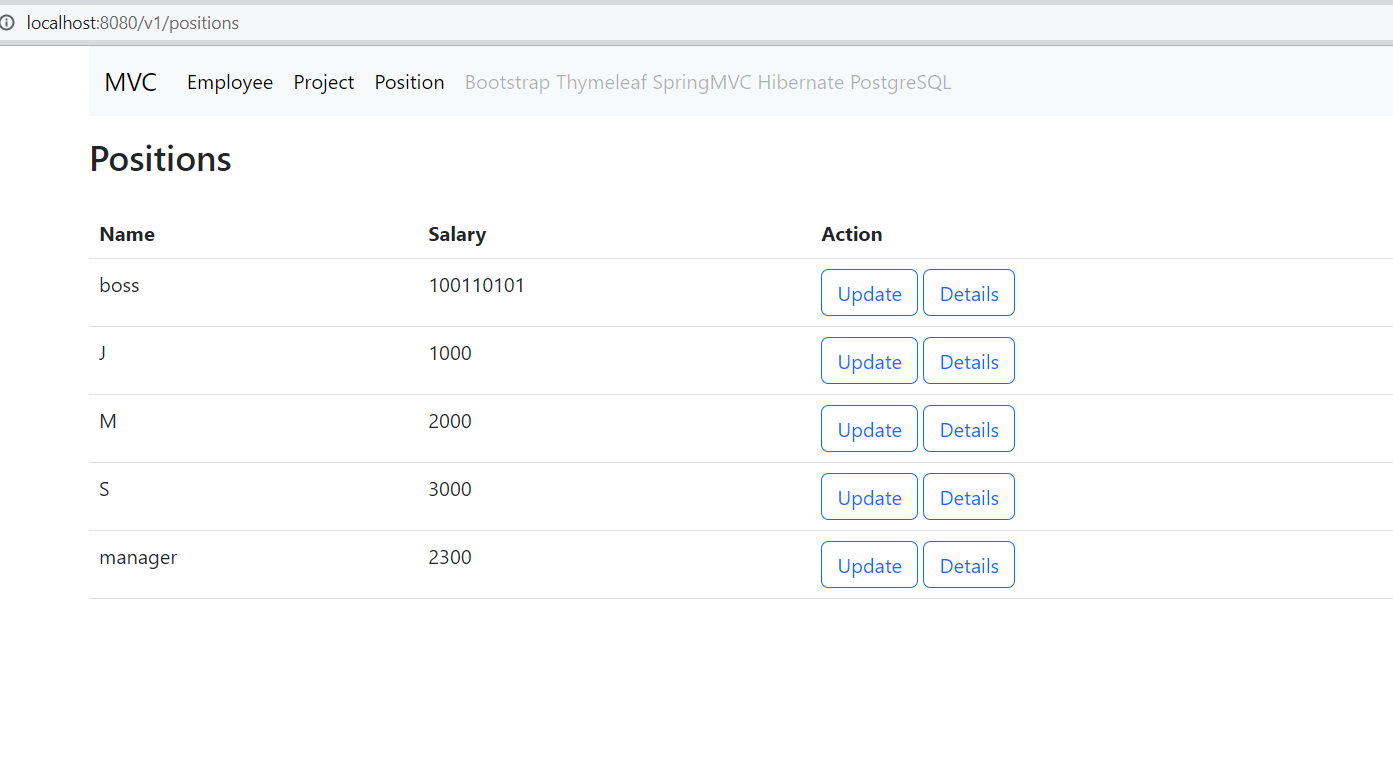 localhost:8080/v1/positions
MVC Employee Project Position Bootstrap Thymeleaf SpringMVC Hibernate PostgreSQL
Positions
Name Salary Action
boss 100110101 Update Details
J 1000 Update Details
M 2000 Update Details
S 3000 Update Details
manager 2300 Update Details